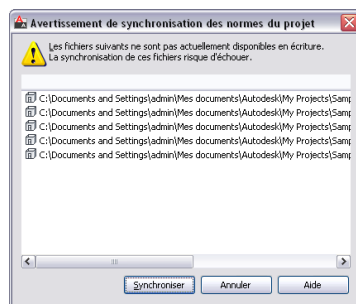 Avertissement de synchronisation des normes du projet
Les fichiers suivants ne sont pas actuellement disponibles en écriture.
La synchronisation de ces fichiers risque d'échouer.
C:\Documents and Settings\admin\Mes documents\Autodesk\My Projects\Samp
C:\Documents and Settings\admin\Mes documents\Autodesk\My Projects\Samp
C:\Documents and Settings\admin\Mes documents\Autodesk\My Projects\Samp
C:\Documents and Settings\admin\Mes documents\Autodesk\My Projects\Samp
C:\Documents and Settings\admin\Mes documents\Autodesk\My Projects\Samp
Synchroniser Annuler Aide